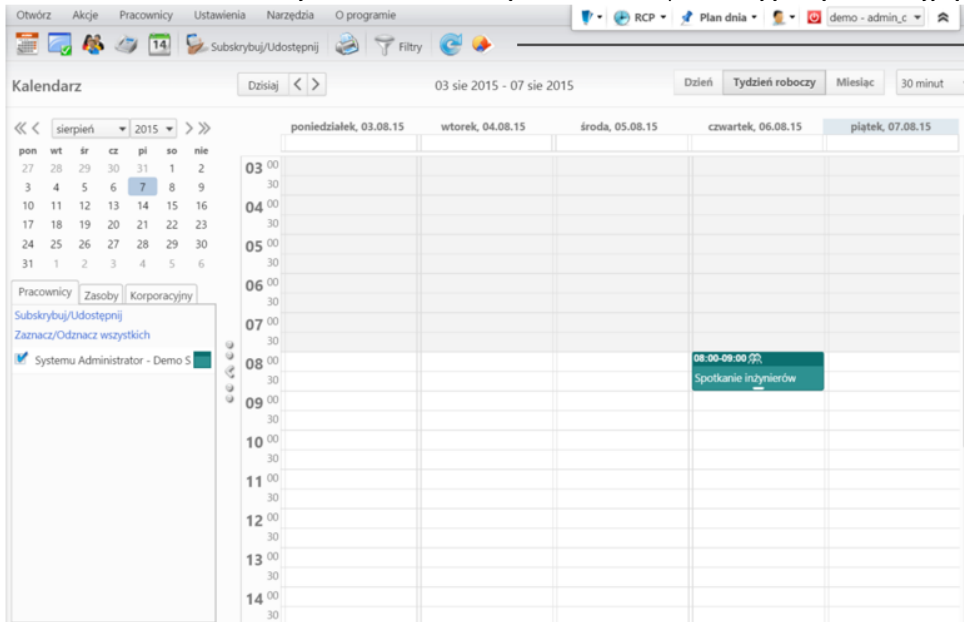 Otwórz Akcje Pracownicy Ustawienia Narzędzia O programie RCP Plan dnia demo - admin_c
14 Subskrybuj/Udostępnij Filtry
Kalendarz Dzisiaj 03 sie 2015 - 07 sie 2015 Dzień Tydzień roboczy Miesiąc 30 minut
sierpień 2015
pon wt śr cz pi so nie
27 28 29 30 31 1 2
3 4 5 6 7 8 9
10 11 12 13 14 15 16
17 18 19 20 21 22 23
24 25 26 27 28 29 30
31 1 2 3 4 5 6
Pracownicy Zasoby Korporacyjny
Subskrybuj/Udostępnij
Zaznacz/Odznacz wszystkich
Systemu Administrator - Demo S
poniedziałek, 03.08.15 wtorek, 04.08.15 środa, 05.08.15 czwartek, 06.08.15 piątek, 07.08.15
03 00
30
04 00
30
05 00
30
06 00
30
07 00
30
08 00
30
09 00
30
10 00
30
11 00
30
12 00
30
13 00
30
14 00
30
08:00-09:00
Spotkanie inżynierów